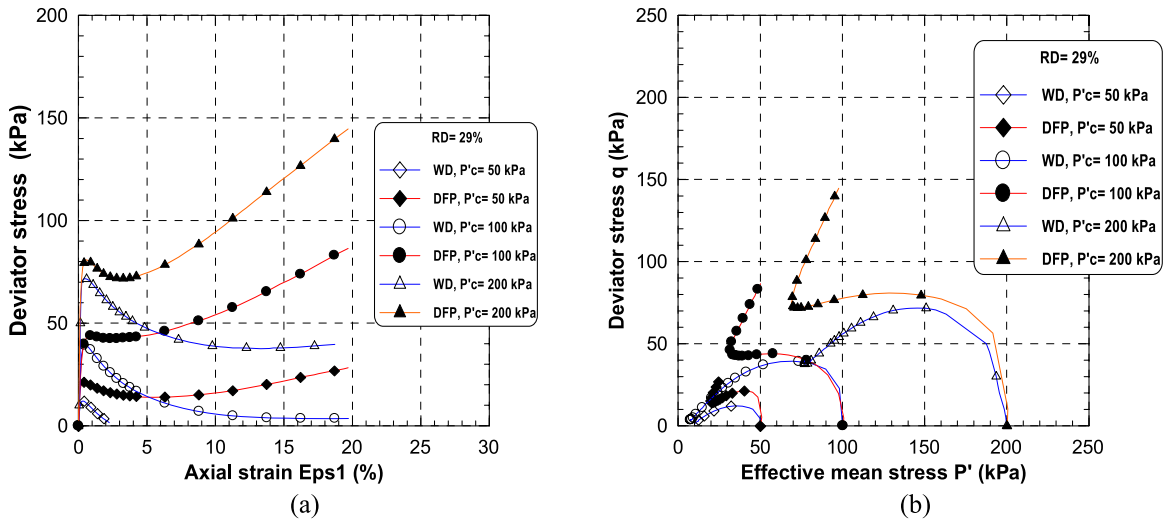 200
150
100
50
0
Deviator stress (kPa)
0 5 10 15 20 25 30
Axial strain Eps1 (%)
RD= 29%
WD, P'c= 50 kPa
DFP, P'c= 50 kPa
WD, P'c= 100 kPa
DFP, P'c= 100 kPa
WD, P'c= 200 kPa
DFP, P'c= 200 kPa
(a)
250
200
150
100
50
0
Deviator stress q (kPa)
0 50 100 150 200 250
Effective mean stress P' (kPa)
RD= 29%
WD, P'c= 50 kPa
DFP, P'c= 50 kPa
WD, P'c= 100 kPa
DFP, P'c= 100 kPa
WD, P'c= 200 kPa
DFP, P'c= 200 kPa
(b)